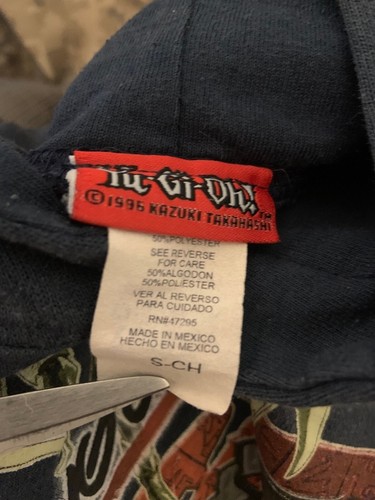 Yu-Gi-Oh!™
©1996 KAZUKI TAKAHASHI
50%POLYESTER
SEE REVERSE
FOR CARE
50%ALGODON
50%POLIESTER
VER AL REVERSO
PARA CUIDADO
RN#47295
MADE IN MEXICO
HECHO EN MEXICO
S-CH